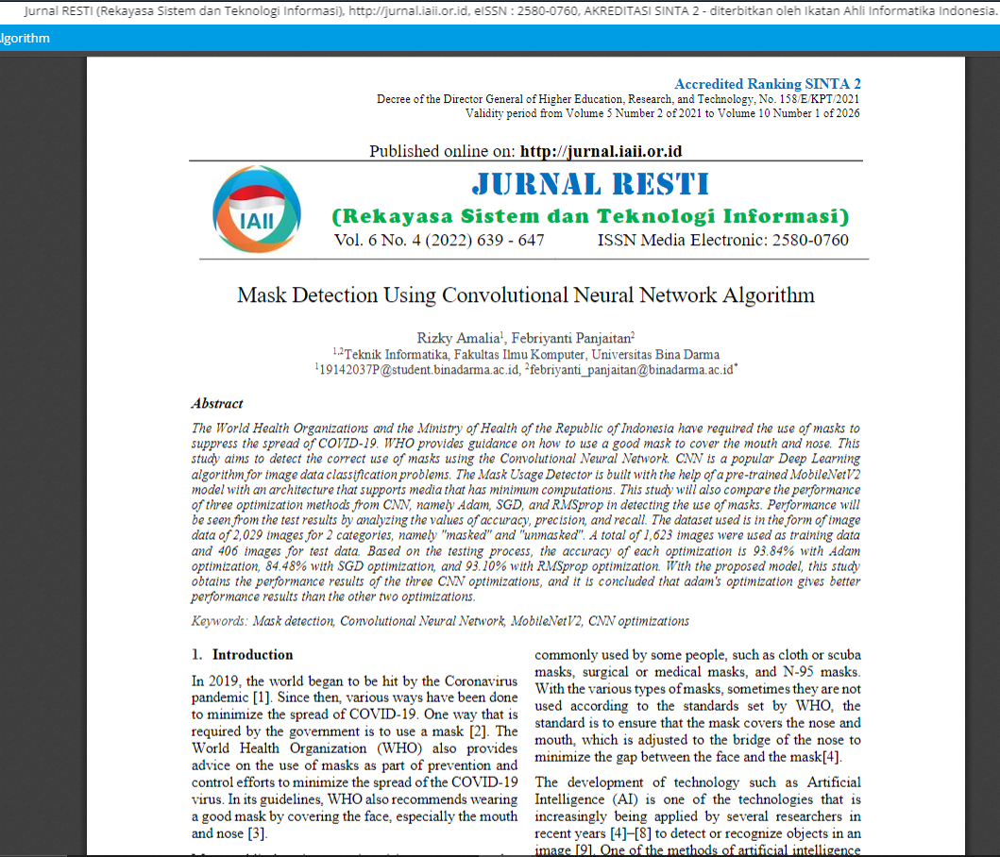 Jurnal RESTI (Rekayasa Sistem dan Teknologi Informasi), http://jurnal.iaii.or.id, eISSN : 2580-0760, AKREDITASI SINTA 2 - diterbitkan oleh Ikatan Ahli Informatika Indonesia.
lgorithm
Accredited Ranking SINTA 2
Decree of the Director General of Higher Education, Research, and Technology, No. 158/E/KPT/2021
Validity period from Volume 5 Number 2 of 2021 to Volume 10 Number 1 of 2026
Published online on: http://jurnal.iaii.or.id
IAII
JURNAL RESTI
(Rekayasa Sistem dan Teknologi Informasi)
Vol. 6 No. 4 (2022) 639 - 647 ISSN Media Electronic: 2580-0760
Mask Detection Using Convolutional Neural Network Algorithm
Rizky Amalia¹, Febriyanti Panjaitan²
¹,²Teknik Informatika, Fakultas Ilmu Komputer, Universitas Bina Darma
¹19142037P@student.binadarma.ac.id, ²febriyanti_panjaitan@binadarma.ac.id*
Abstract
The World Health Organizations and the Ministry of Health of the Republic of Indonesia have required the use of masks to
suppress the spread of COVID-19. WHO provides guidance on how to use a good mask to cover the mouth and nose. This
study aims to detect the correct use of masks using the Convolutional Neural Network. CNN is a popular Deep Learning
algorithm for image data classification problems. The Mask Usage Detector is built with the help of a pre-trained MobileNetV2
model with an architecture that supports media that has minimum computations. This study will also compare the performance
of three optimization methods from CNN, namely Adam, SGD, and RMSprop in detecting the use of masks. Performance will
be seen from the test results by analyzing the values of accuracy, precision, and recall. The dataset used is in the form of image
data of 2,029 images for 2 categories, namely "masked" and "unmasked". A total of 1,623 images were used as training data
and 406 images for test data. Based on the testing process, the accuracy of each optimization is 93.84% with Adam
optimization, 84.48% with SGD optimization, and 93.10% with RMSprop optimization. With the proposed model, this study
obtains the performance results of the three CNN optimizations, and it is concluded that adam's optimization gives better
performance results than the other two optimizations.
Keywords: Mask detection, Convolutional Neural Network, MobileNetV2, CNN optimizations
1. Introduction
In 2019, the world began to be hit by the Coronavirus
pandemic [1]. Since then, various ways have been done
to minimize the spread of COVID-19. One way that is
required by the government is to use a mask [2]. The
World Health Organization (WHO) also provides
advice on the use of masks as part of prevention and
control efforts to minimize the spread of the COVID-19
virus. In its guidelines, WHO also recommends wearing
a good mask by covering the face, especially the mouth
and nose [3].
commonly used by some people, such as cloth or scuba
masks, surgical or medical masks, and N-95 masks.
With the various types of masks, sometimes they are not
used according to the standards set by WHO, the
standard is to ensure that the mask covers the nose and
mouth, which is adjusted to the bridge of the nose to
minimize the gap between the face and the mask[4].
The development of technology such as Artificial
Intelligence (AI) is one of the technologies that is
increasingly being applied by several researchers in
recent years [4]–[8] to detect or recognize objects in an
image [9]. One of the methods of artificial intelligence